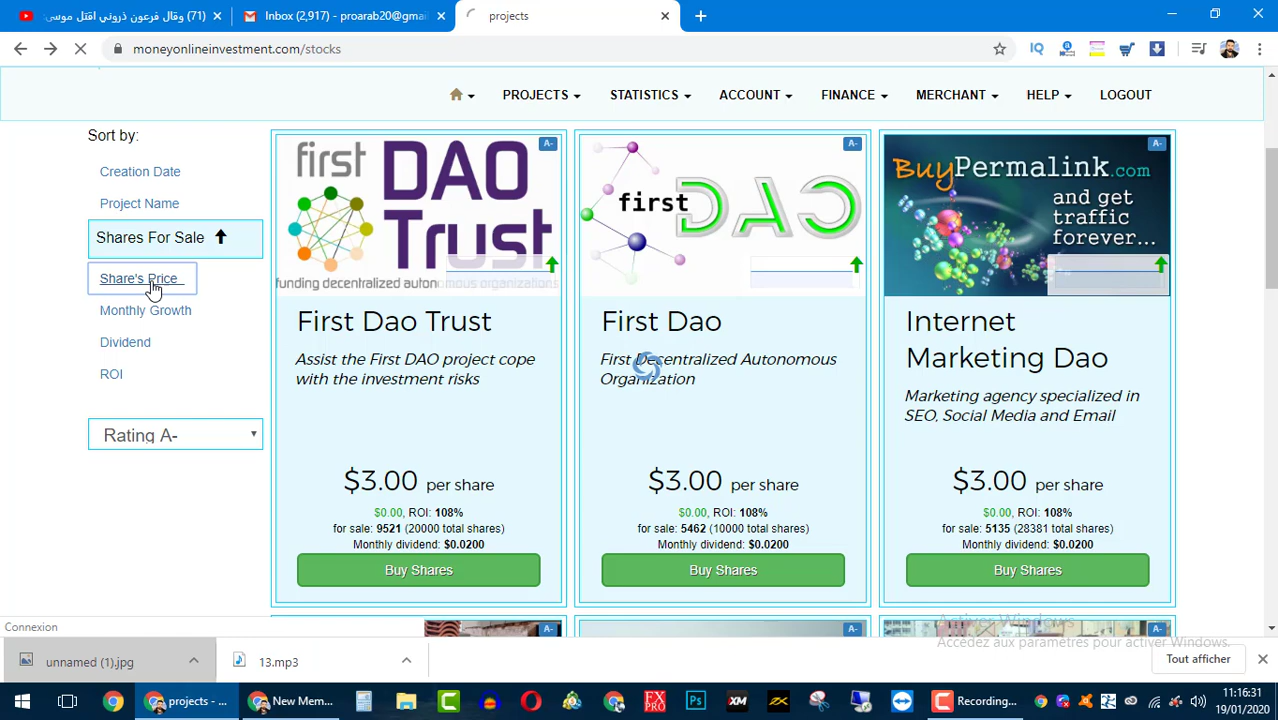 (71) وقال فرعون ذروني اقتل موسى:
Inbox (2,917) - proarab20@gmail
projects
moneyonlineinvestment.com/stocks
PROJECTS
STATISTICS
ACCOUNT
FINANCE
MERCHANT
HELP
LOGOUT
Sort by:
Creation Date
Project Name
Shares For Sale
Share's Price
Monthly Growth
Dividend
ROI
Rating A-
A-
first DAO Trust
funding decentralized autonomous organizations
First Dao Trust
Assist the First DAO project cope
with the investment risks
$3.00 per share
$0.00, ROI: 108%
for sale: 9521 (20000 total shares)
Monthly dividend: $0.0200
Buy Shares
A-
first DAO
First Dao
First Decentralized Autonomous
Organization
$3.00 per share
$0.00, ROI: 108%
for sale: 5462 (10000 total shares)
Monthly dividend: $0.0200
Buy Shares
A-
BuyPermalink.com
and get
traffic
forever...
Internet
Marketing Dao
Marketing agency specialized in
SEO, Social Media and Email
$3.00 per share
$0.00, ROI: 108%
for sale: 5135 (28381 total shares)
Monthly dividend: $0.0200
Buy Shares
A-
A-
A-
Connexion
Activer Windows
Accédez aux paramètres pour activer Windows.
unnamed (1).jpg
13.mp3
Tout afficher
projects - ...
New Mem...
FX
PRO
Ps
XM
Recording...
11:16:31
19/01/2020